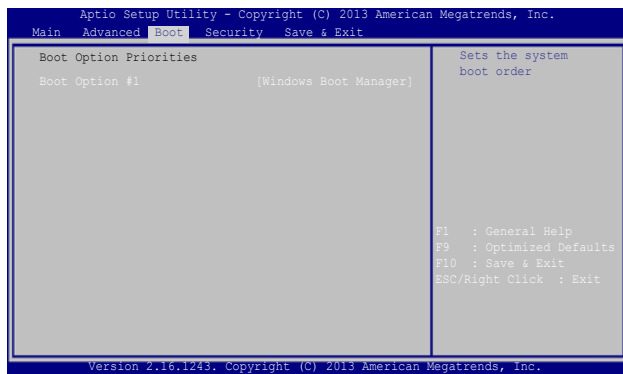 Aptio Setup Utility - Copyright (C) 2013 American Megatrends, Inc.
Main Advanced Boot Security Save & Exit
Boot Option Priorities
Boot Option #1 [Windows Boot Manager]
Sets the system
boot order
F1 : General Help
F9 : Optimized Defaults
F10 : Save & Exit
ESC/Right Click : Exit
Version 2.16.1243. Copyright (C) 2013 American Megatrends, Inc.